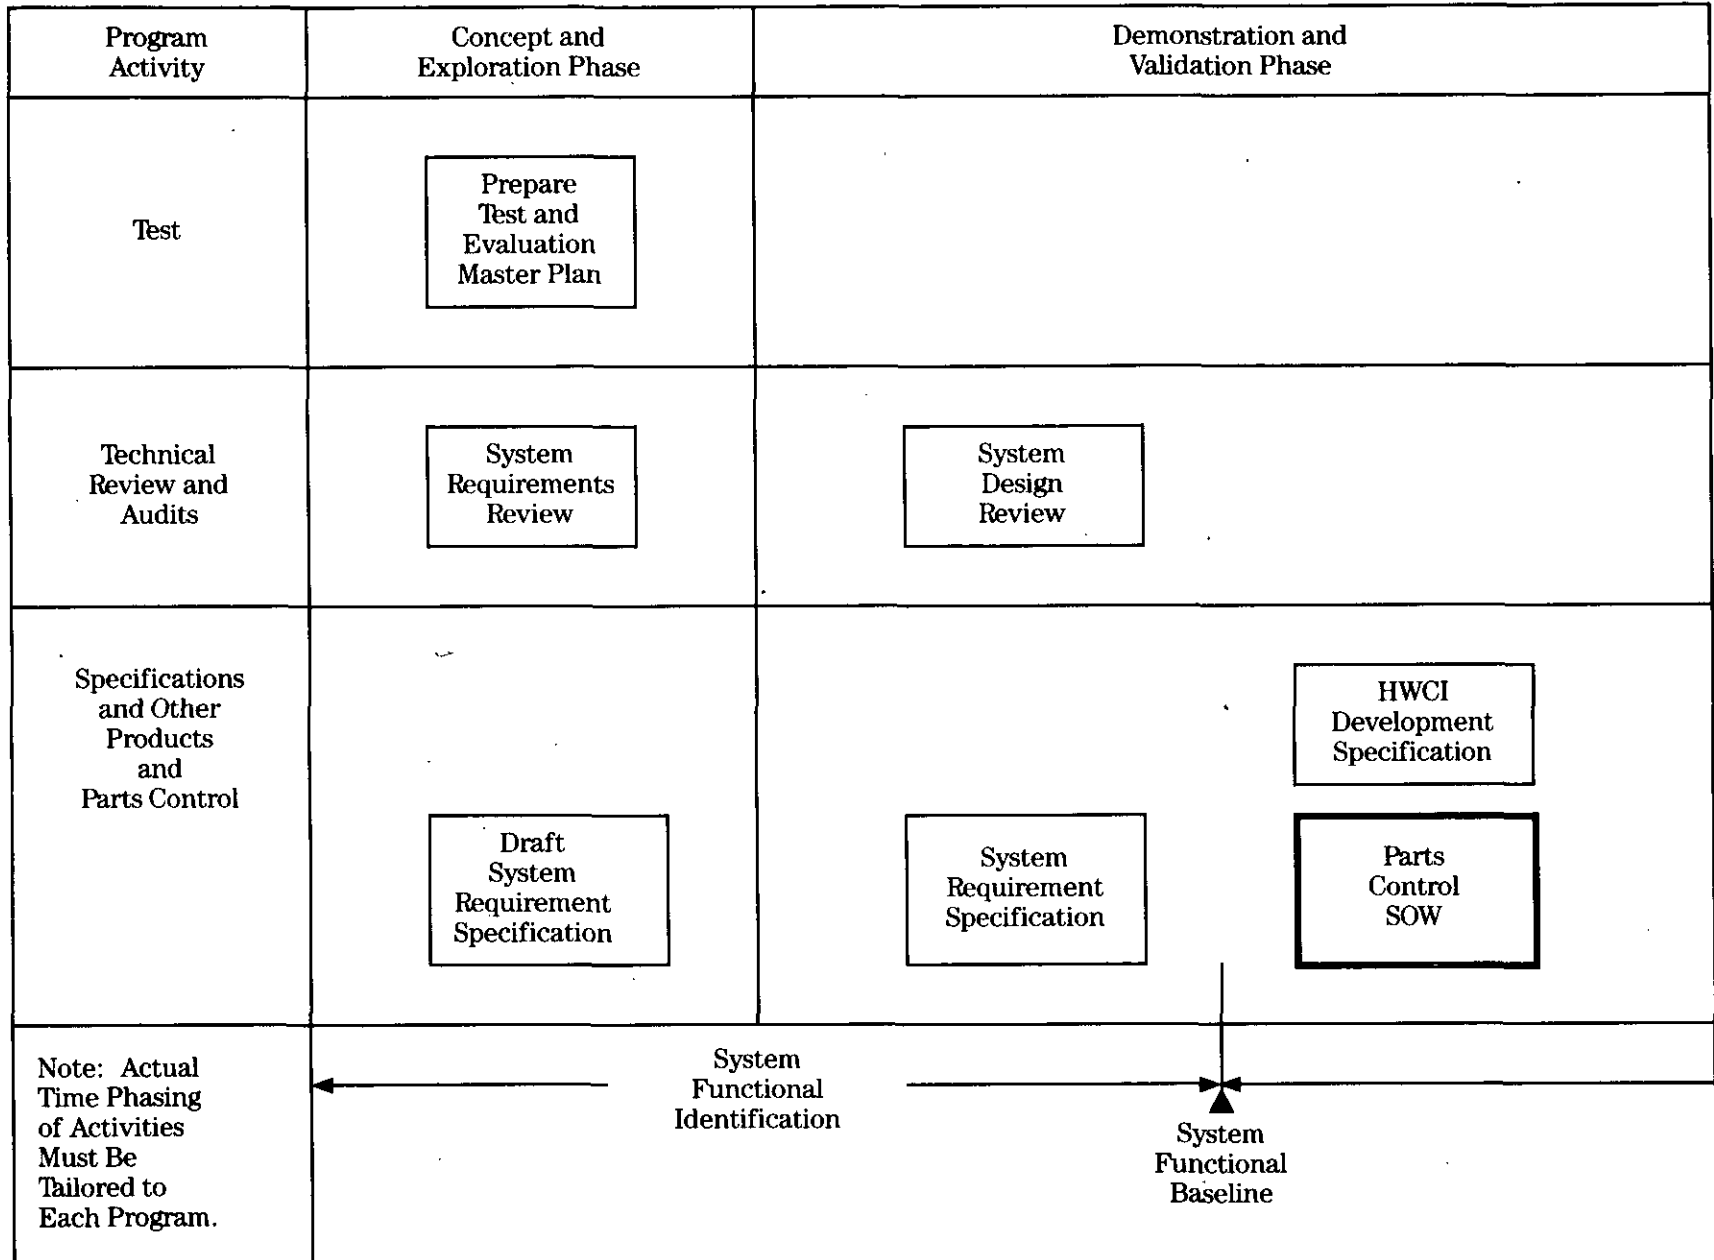 Program
Activity
Concept and
Exploration Phase
Demonstration and
Validation Phase
Test
Prepare
Test and
Evaluation
Master Plan
Technical
Review and
Audits
System
Requirements
Review
System
Design
Review
Specifications
and Other
Products
and
Parts Control
HWCI
Development
Specification
Draft
System
Requirement
Specification
System
Requirement
Specification
Parts
Control
SOW
Note: Actual
Time Phasing
of Activities
Must Be
Tailored to
Each Program.
System
Functional
Identification
System
Functional
Baseline